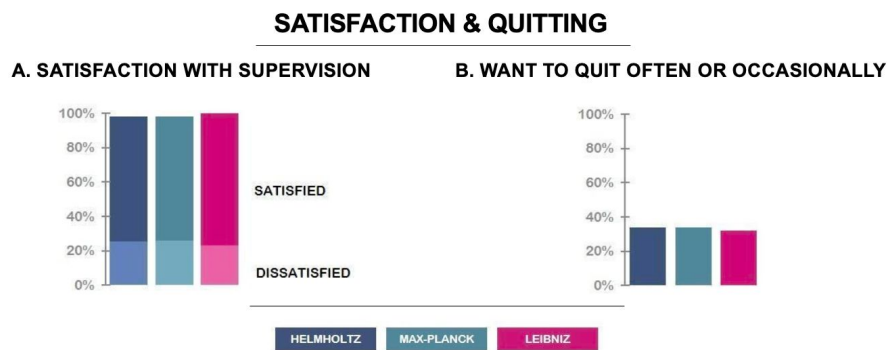 SATISFACTION & QUITTING
A. SATISFACTION WITH SUPERVISION
B. WANT TO QUIT OFTEN OR OCCASIONALLY
100%
80%
60%
40%
20%
0%
SATISFIED
DISSATISFIED
100%
80%
60%
40%
20%
0%
HELMHOLTZ
MAX-PLANCK
LEIBNIZ